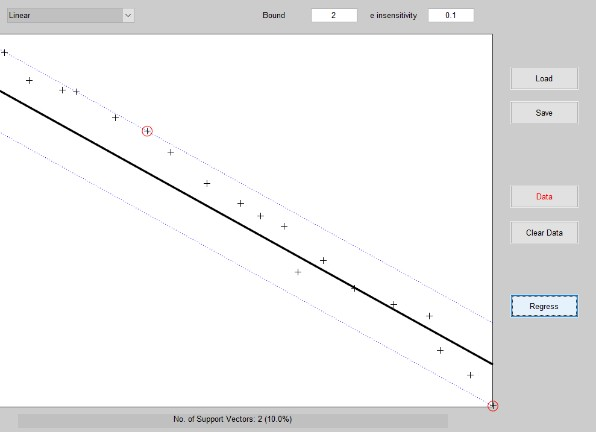 Linear
Bound 2 e insensitivity 0.1
Load
Save
Data
Clear Data
Regress
No. of Support Vectors: 2 (10.0%)